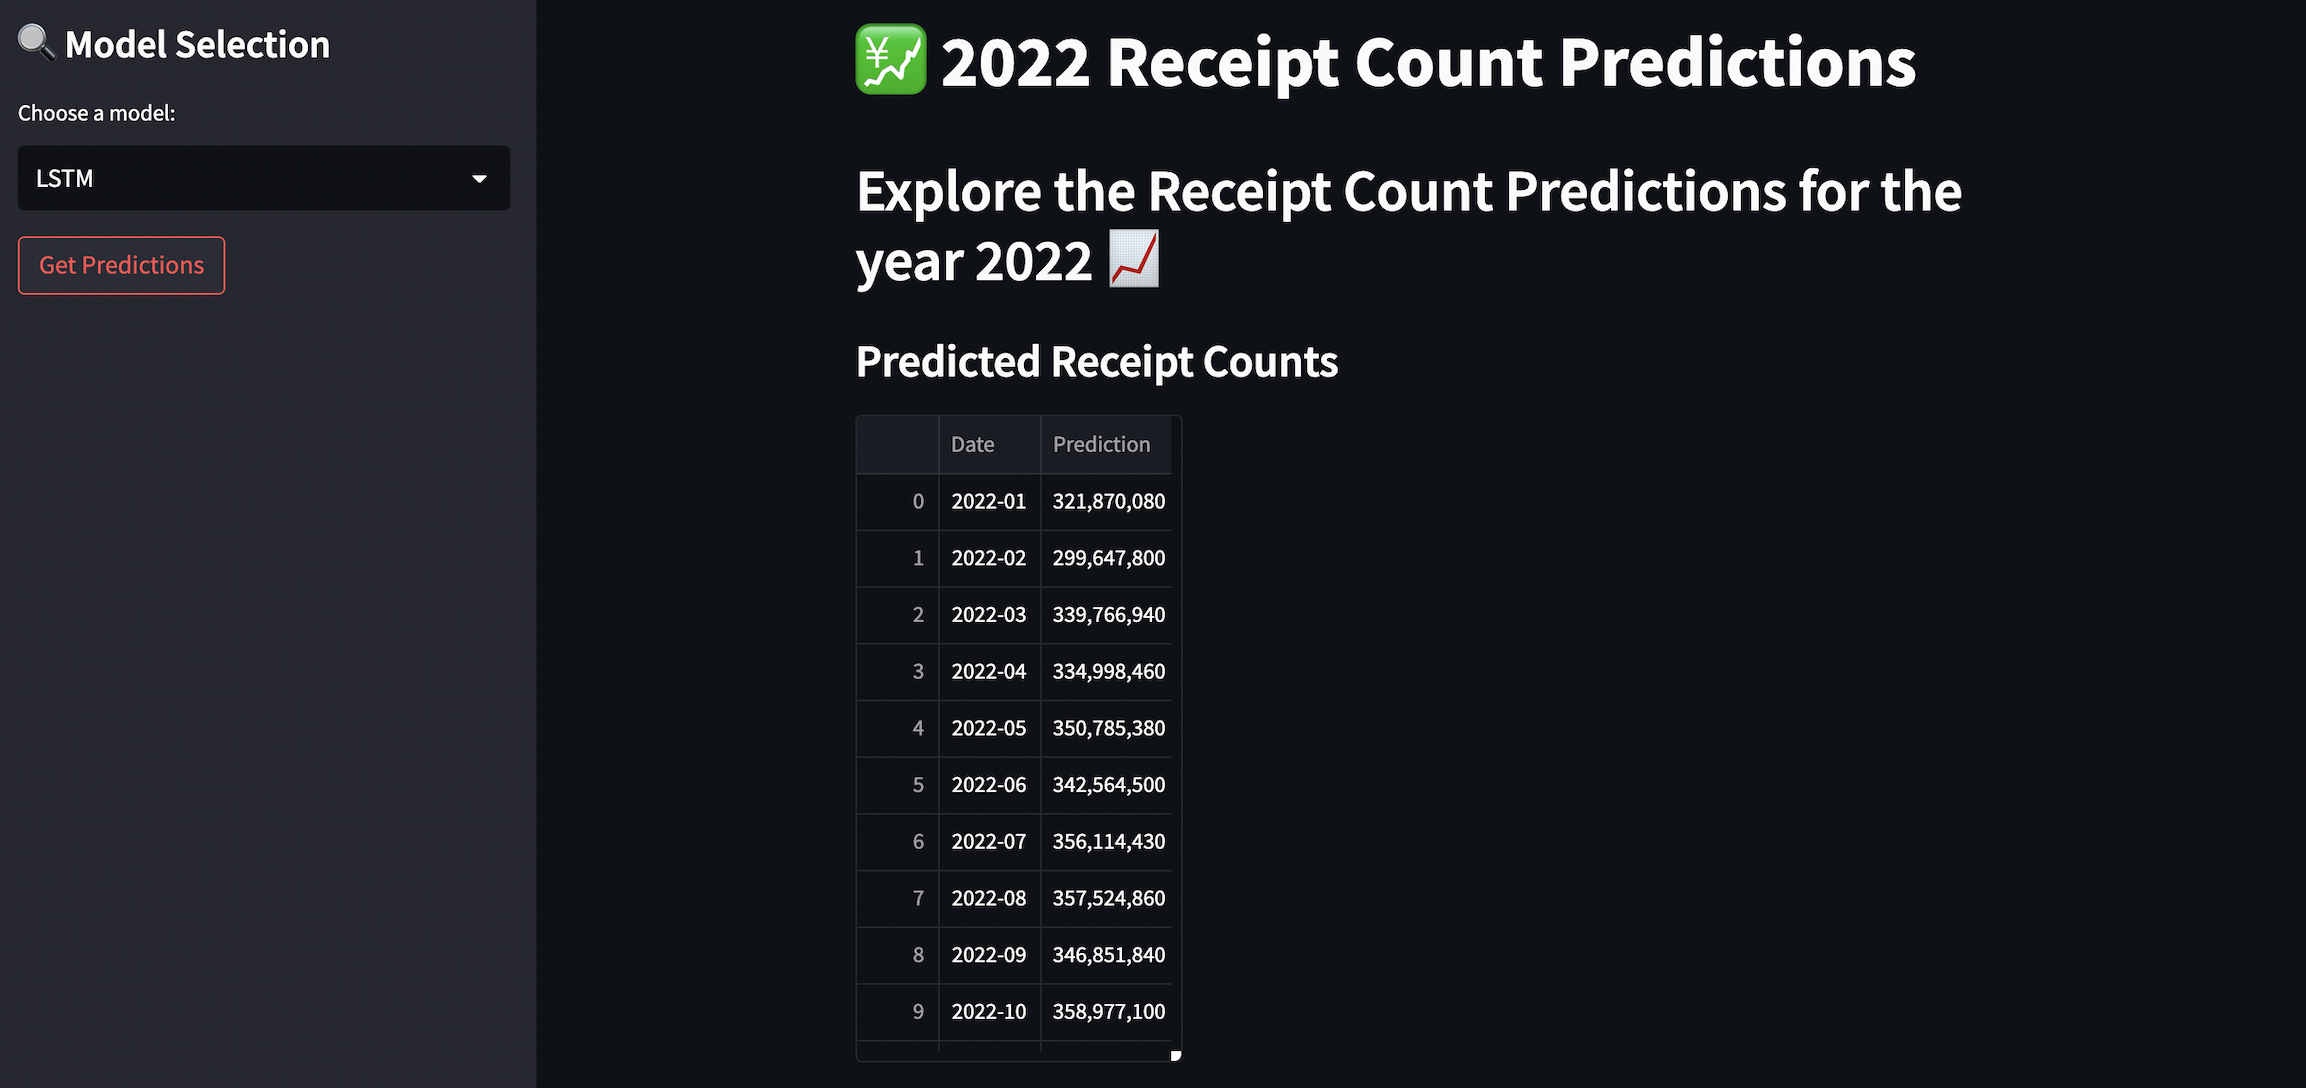 🔍 Model Selection
Choose a model:
LSTM
Get Predictions
💹 2022 Receipt Count Predictions
Explore the Receipt Count Predictions for the
year 2022 📈
Predicted Receipt Counts
Date Prediction
0 2022-01 321,870,080
1 2022-02 299,647,800
2 2022-03 339,766,940
3 2022-04 334,998,460
4 2022-05 350,785,380
5 2022-06 342,564,500
6 2022-07 356,114,430
7 2022-08 357,524,860
8 2022-09 346,851,840
9 2022-10 358,977,100